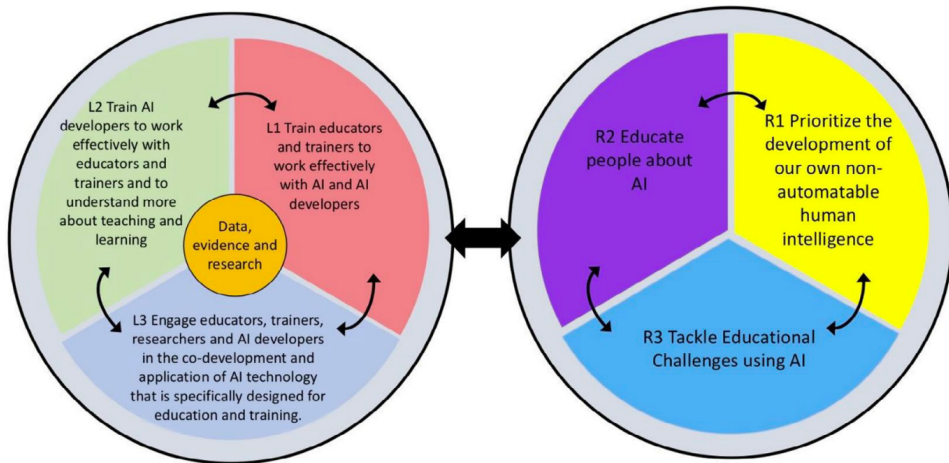 L2 Train AI
developers to work
effectively with
educators and
trainers and to
understand more
about teaching and
learning
L1 Train educators
and trainers to
work effectively
with AI and AI
developers
Data,
evidence and
research
L3 Engage educators, trainers,
researchers and AI developers
in the co-development and
application of AI technology
that is specifically designed for
education and training.
R2 Educate
people about
AI
R1 Prioritize the
development of
our own non-
automatable
human
intelligence
R3 Tackle Educational
Challenges using AI